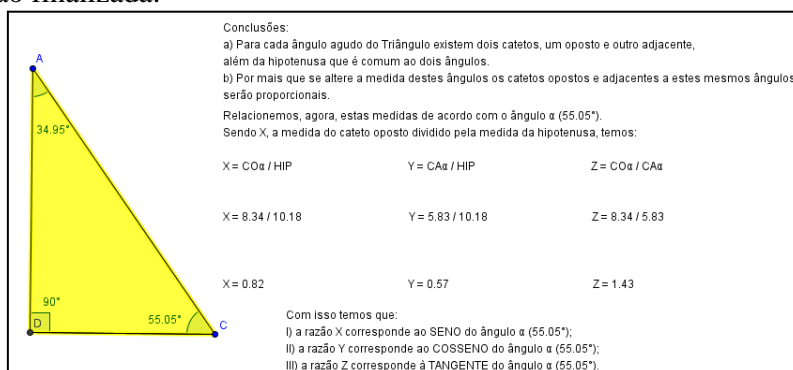 ão finalizada.
Conclusões:
a) Para cada ângulo agudo do Triângulo existem dois catetos, um oposto e outro adjacente,
além da hipotenusa que é comum ao dois ângulos.
b) Por mais que se altere a medida destes ângulos os catetos opostos e adjacentes a estes mesmos ângulos
serão proporcionais.
Relacionemos, agora, estas medidas de acordo com o ângulo α (55.05°).
Sendo X, a medida do cateto oposto dividido pela medida da hipotenusa, temos:
X = COα / HIP Y = CAα / HIP Z = COα / CAα
X = 8.34 / 10.18 Y = 5.83 / 10.18 Z = 8.34 / 5.83
X = 0.82 Y = 0.57 Z = 1.43
Com isso temos que:
I) a razão X corresponde ao SENO do ângulo α (55.05°);
II) a razão Y corresponde ao COSSENO do ângulo α (55.05°);
III) a razão Z corresponde à TANGENTE do ângulo α (55.05°).
A
34.95°
90°
D
55.05°
C